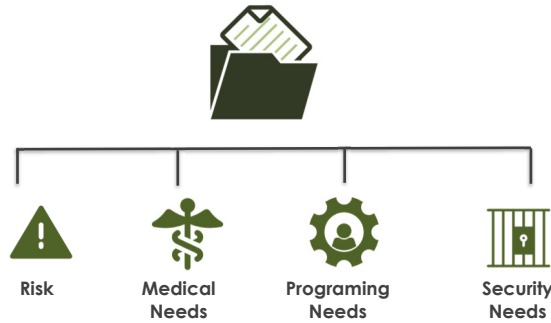 Risk
Medical
Needs
Programing
Needs
Security
Needs